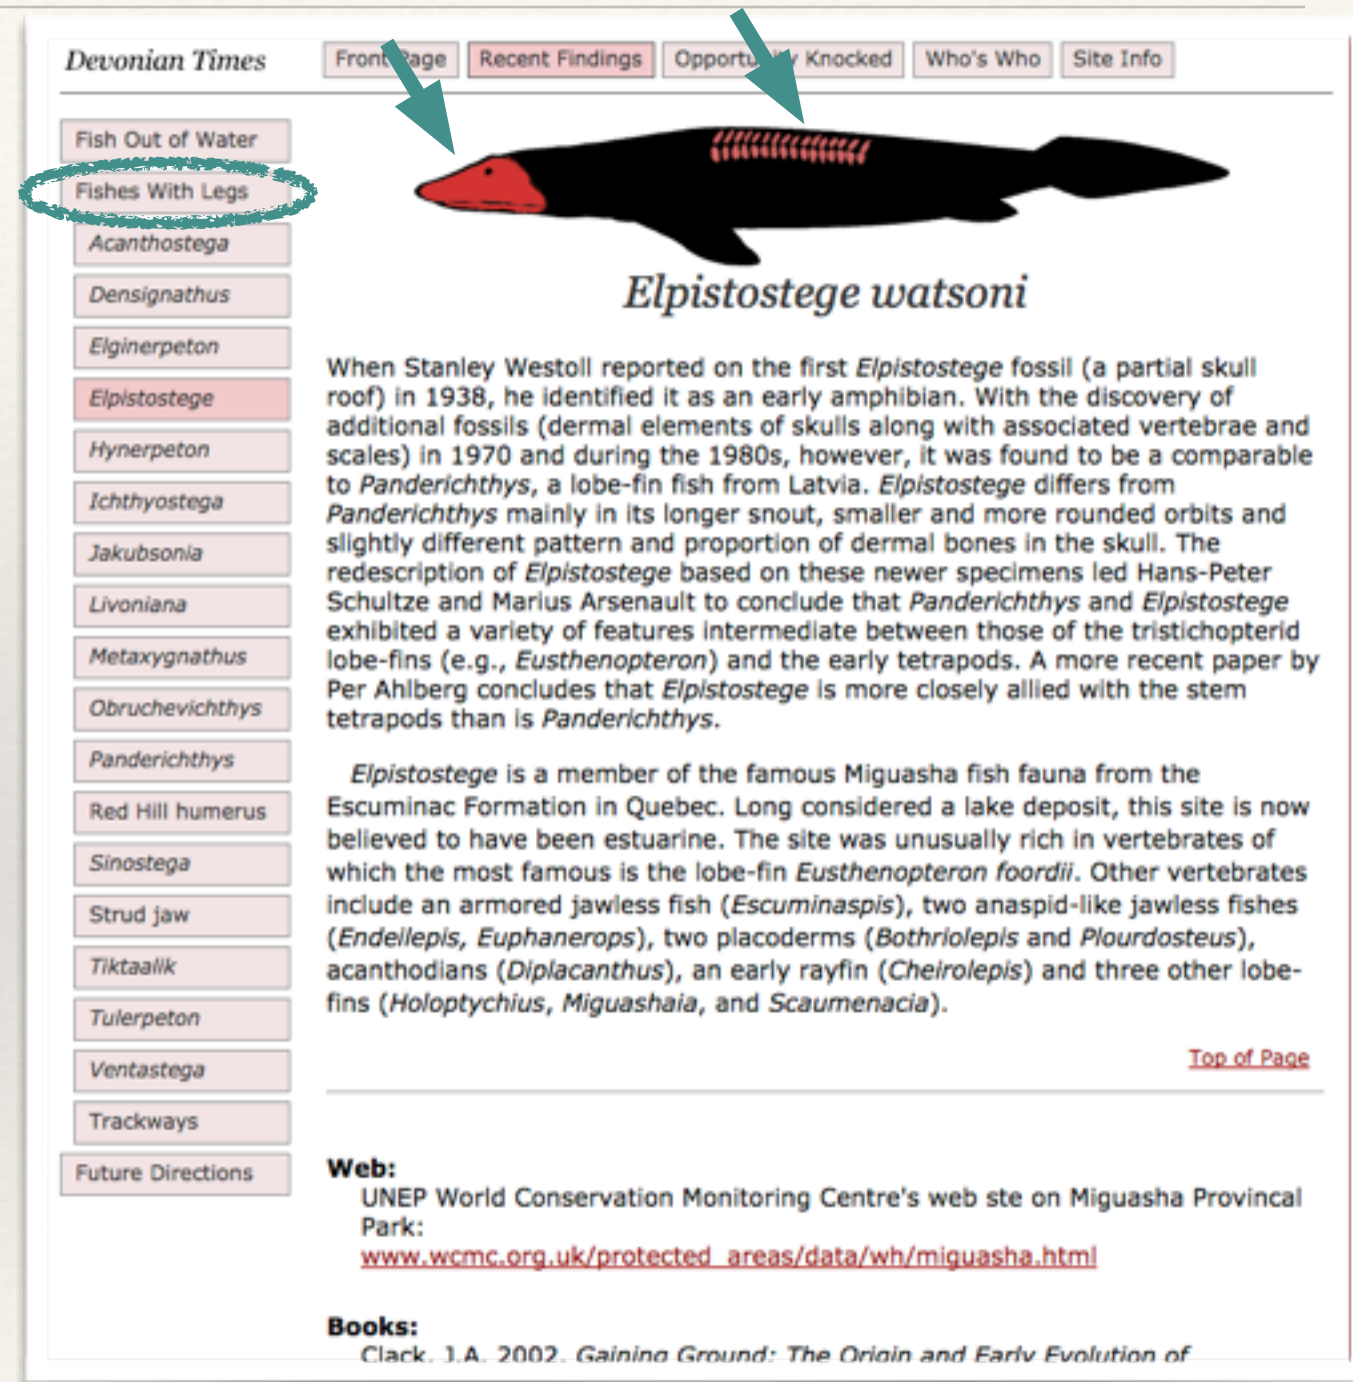 Devonian Times
Front Page
Recent Findings
Opportunity Knocked
Who's Who
Site Info
Fish Out of Water
Fishes With Legs
Acanthostega
Densignathus
Elginerpeton
Elpistostege
Hynerpeton
Ichthyostega
Jakubsonia
Livoniana
Metaxygnathus
Obruchevichthys
Panderichthys
Red Hill humerus
Sinostega
Strud jaw
Tiktaalik
Tulerpeton
Ventastega
Trackways
Future Directions
Elpistostege watsoni
When Stanley Westoll reported on the first Elpistostege fossil (a partial skull
roof) in 1938, he identified it as an early amphibian. With the discovery of
additional fossils (dermal elements of skulls along with associated vertebrae and
scales) in 1970 and during the 1980s, however, it was found to be a comparable
to Panderichthys, a lobe-fin fish from Latvia. Elpistostege differs from
Panderichthys mainly in its longer snout, smaller and more rounded orbits and
slightly different pattern and proportion of dermal bones in the skull. The
redescription of Elpistostege based on these newer specimens led Hans-Peter
Schultze and Marius Arsenault to conclude that Panderichthys and Elpistostege
exhibited a variety of features intermediate between those of the tristichopterid
lobe-fins (e.g., Eusthenopteron) and the early tetrapods. A more recent paper by
Per Ahlberg concludes that Elpistostege is more closely allied with the stem
tetrapods than is Panderichthys.
Elpistostege is a member of the famous Miguasha fish fauna from the
Escuminac Formation in Quebec. Long considered a lake deposit, this site is now
believed to have been estuarine. The site was unusually rich in vertebrates of
which the most famous is the lobe-fin Eusthenopteron foordii. Other vertebrates
include an armored jawless fish (Escuminaspis), two anaspid-like jawless fishes
(Endeilepis, Euphanerops), two placoderms (Bothriolepis and Plourdosteus),
acanthodians (Diplacanthus), an early rayfin (Cheirolepis) and three other lobe-
fins (Holoptychius, Miguashaia, and Scaumenacia).
Top of Page
Web:
UNEP World Conservation Monitoring Centre's web ste on Miguasha Provincal
Park:
www.wcmc.org.uk/protected_areas/data/wh/miguasha.html
Books:
Clack, J.A. 2002. Gaining Ground: The Origin and Early Evolution of